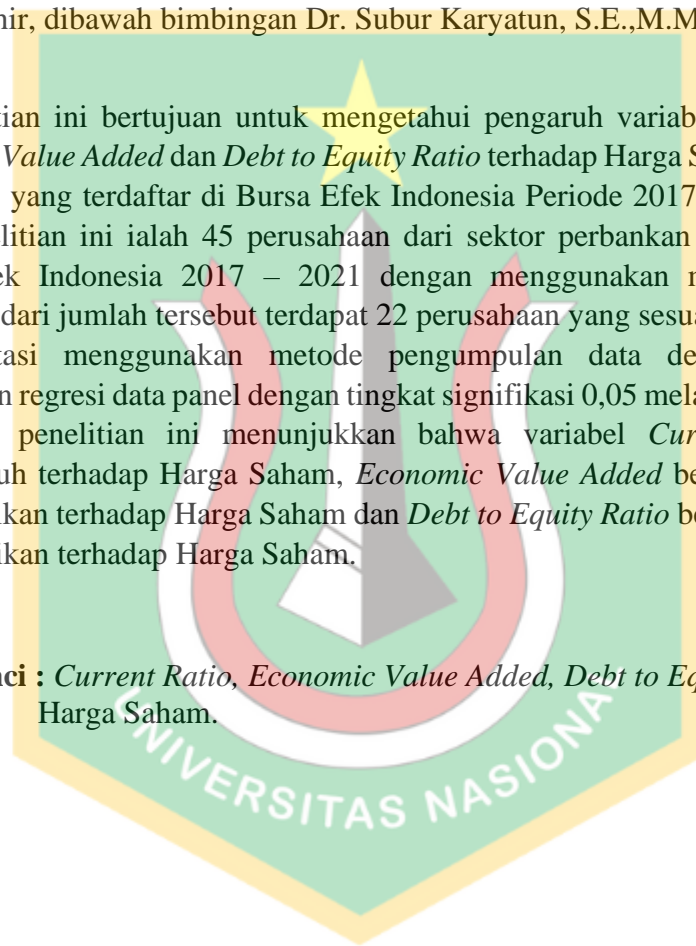 hir, dibawah bimbingan Dr. Subur Karyatun, S.E.,M.M
tian ini bertujuan untuk mengetahui pengaruh variab
Value Added dan Debt to Equity Ratio terhadap Harga S
yang terdaftar di Bursa Efek Indonesia Periode 2017
elitian ini ialah 45 perusahaan dari sektor perbankan
ek Indonesia 2017 – 2021 dengan menggunakan
dari jumlah tersebut terdapat 22 perusahaan yang sesua
tasi menggunakan metode pengumpulan data de
n regresi data panel dengan tingkat signifikasi 0,05 mela
penelitian ini menunjukkan bahwa variabel Cur
uh terhadap Harga Saham, Economic Value Added be
ikan terhadap Harga Saham dan Debt to Equity Ratio be
ikan terhadap Harga Saham.
nci : Current Ratio, Economic Value Added, Debt to Eq
Harga Saham.
UNIVERSITAS NASIONAL